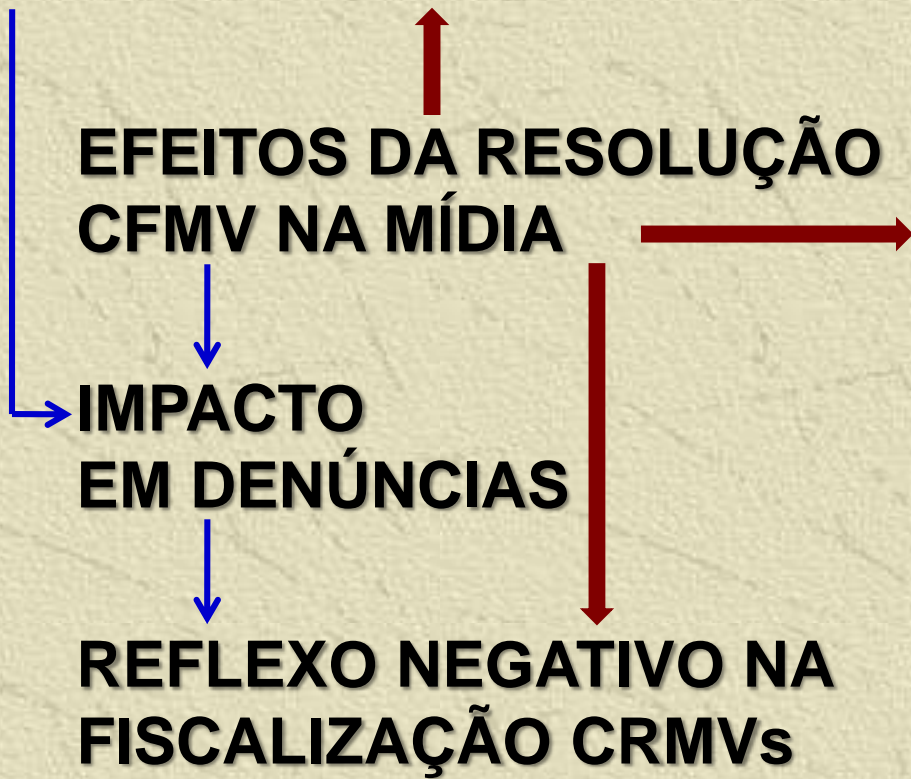 EFEITOS DA RESOLUÇÃO
CFMV NA MÍDIA
IMPACTO
EM DENÚNCIAS
REFLEXO NEGATIVO NA
FISCALIZAÇÃO CRMVs